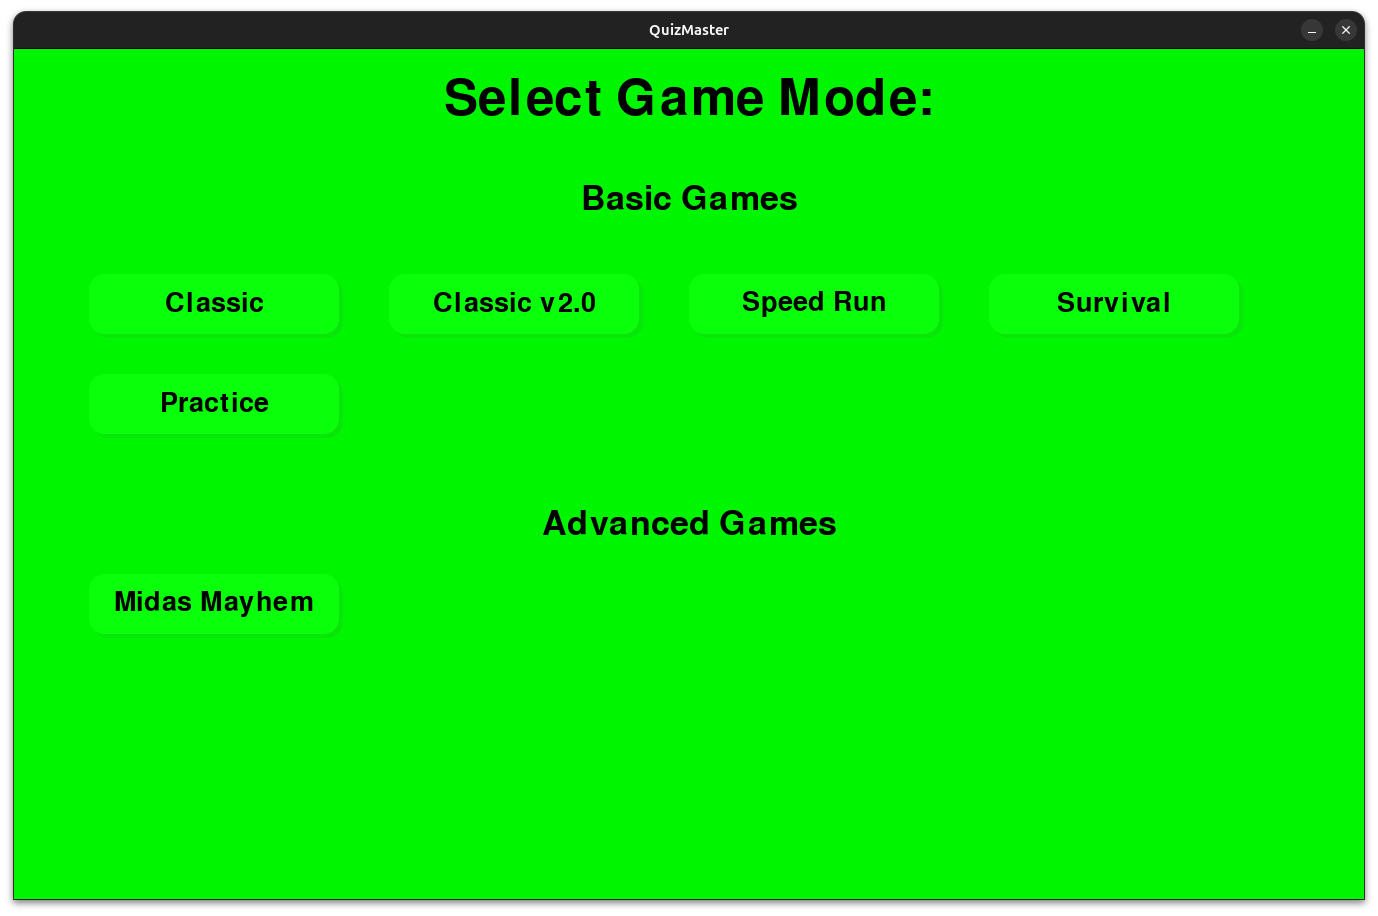 QuizMaster
Select Game Mode:
Basic Games
Classic
Classic v2.0
Speed Run
Survival
Practice
Advanced Games
Midas Mayhem